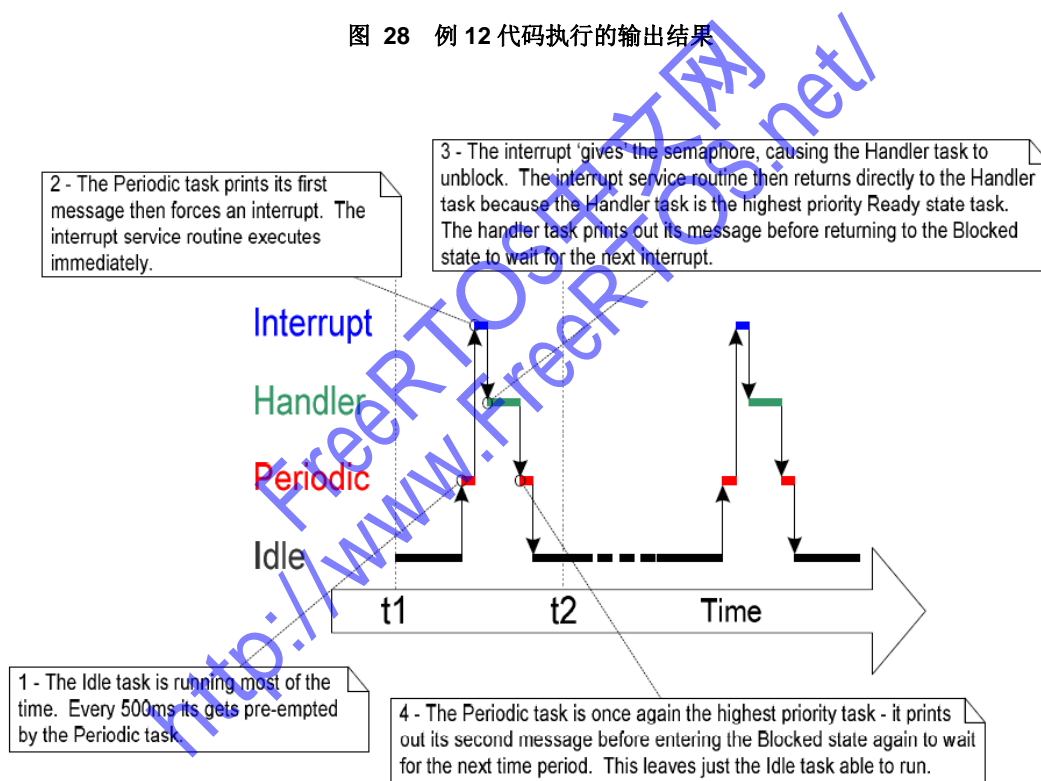 图 28 例 12 代码执行的输出结果
2 - The Periodic task prints its first
message then forces an interrupt. The
interrupt service routine executes
immediately.
3 - The interrupt 'gives' the semaphore, causing the Handler task to
unblock. The interrupt service routine then returns directly to the Handler
task because the Handler task is the highest priority Ready state task.
The handler task prints out its message before returning to the Blocked
state to wait for the next interrupt.
Interrupt
Handler
Periodic
Idle
t1 t2 Time
1 - The Idle task is running most of the
time. Every 500ms its gets pre-empted
by the Periodic task.
4 - The Periodic task is once again the highest priority task - it prints
out its second message before entering the Blocked state again to wait
for the next time period. This leaves just the Idle task able to run.
FreeRTOS中文网
http://www.FreeRTOS.net/